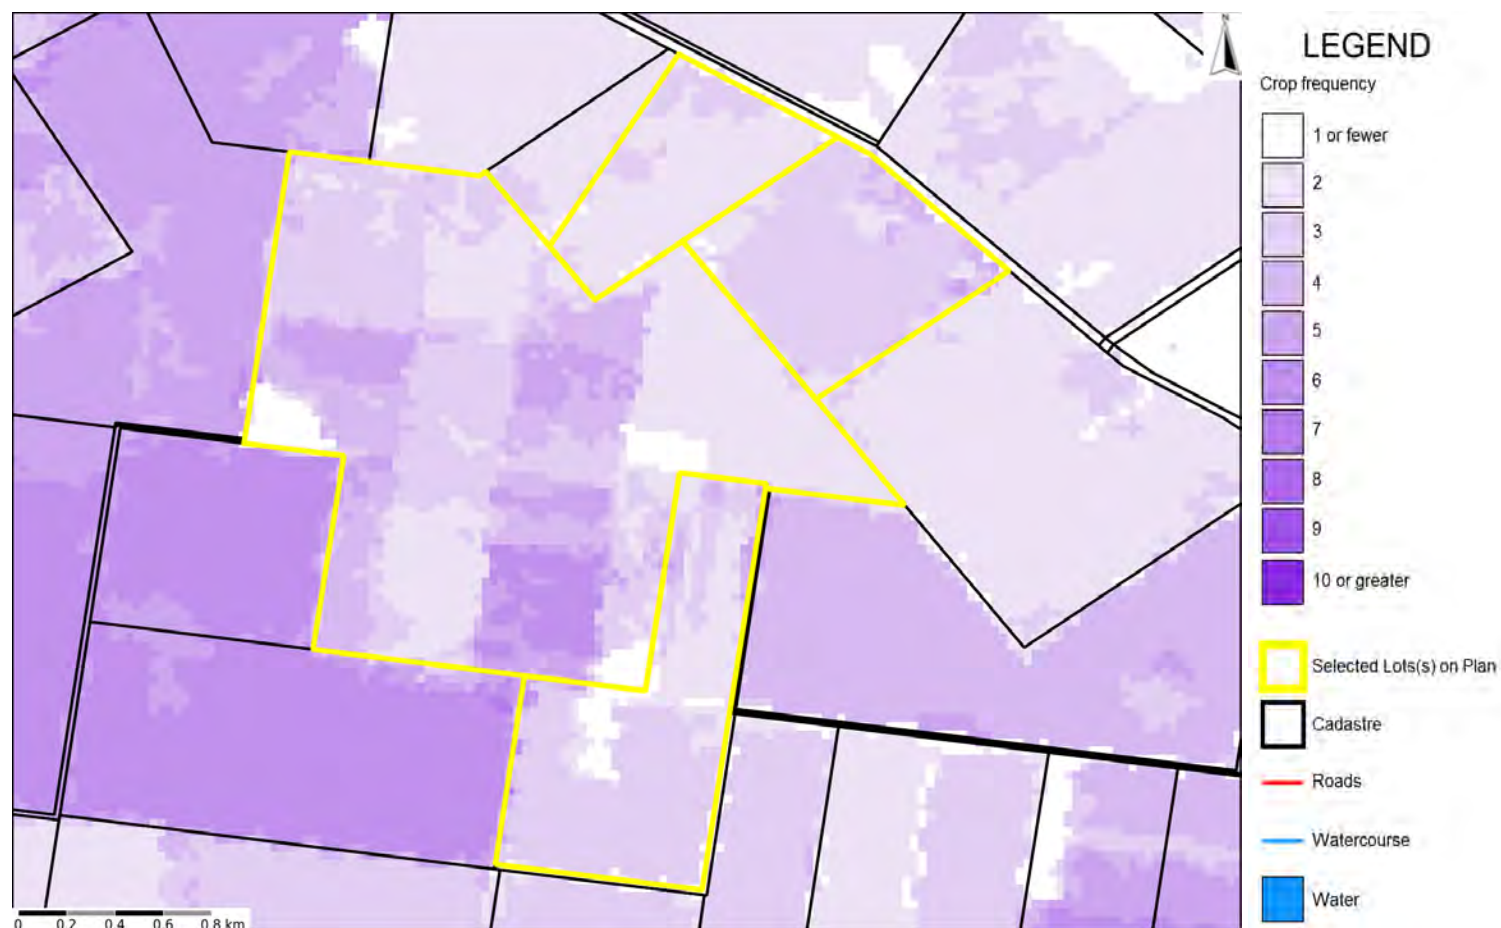 N
LEGEND
Crop frequency
1 or fewer
2
3
4
5
6
7
8
9
10 or greater
Selected Lots(s) on Plan
Cadastre
Roads
Watercourse
Water
0 0.2 0.4 0.6 0.8 km